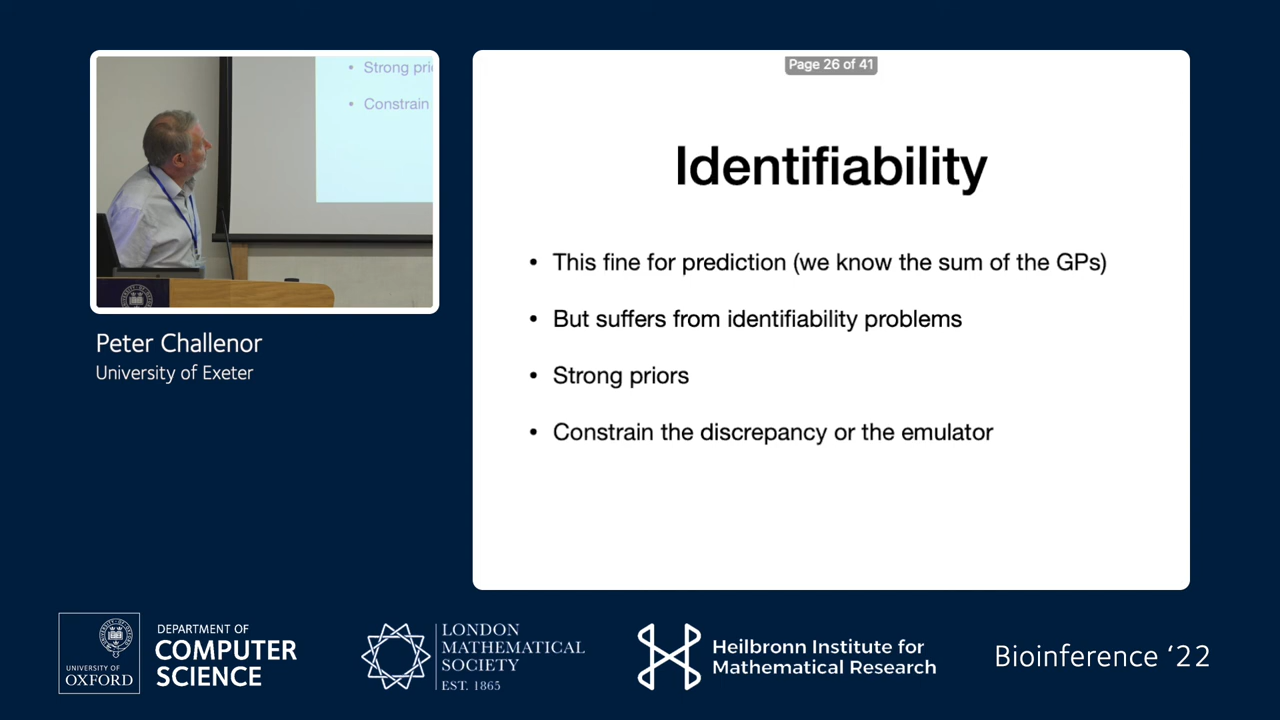 Strong pri
Constrain
Peter Challenor
University of Exeter
Page 26 of 41
Identifiability
• This fine for prediction (we know the sum of the GPs)
• But suffers from identifiability problems
• Strong priors
• Constrain the discrepancy or the emulator
UNIVERSITY OF
OXFORD
DEPARTMENT OF
COMPUTER
SCIENCE
LONDON
MATHEMATICAL
SOCIETY
EST. 1865
Heilbronn Institute for
Mathematical Research
Bioinference ‘22